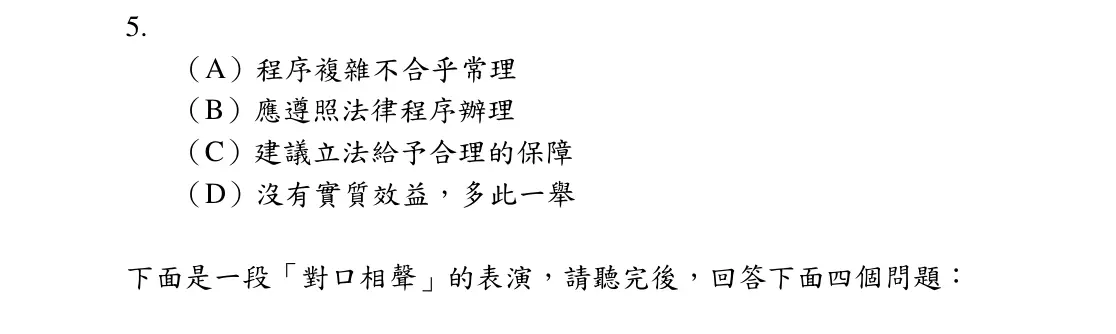 5.
（A）程序複雜不合乎常理
（B）應遵照法律程序辦理
（C）建議立法給予合理的保障
（D）沒有實質效益，多此一舉
下面是一段「對口相聲」的表演，請聽完後，回答下面四個問題：